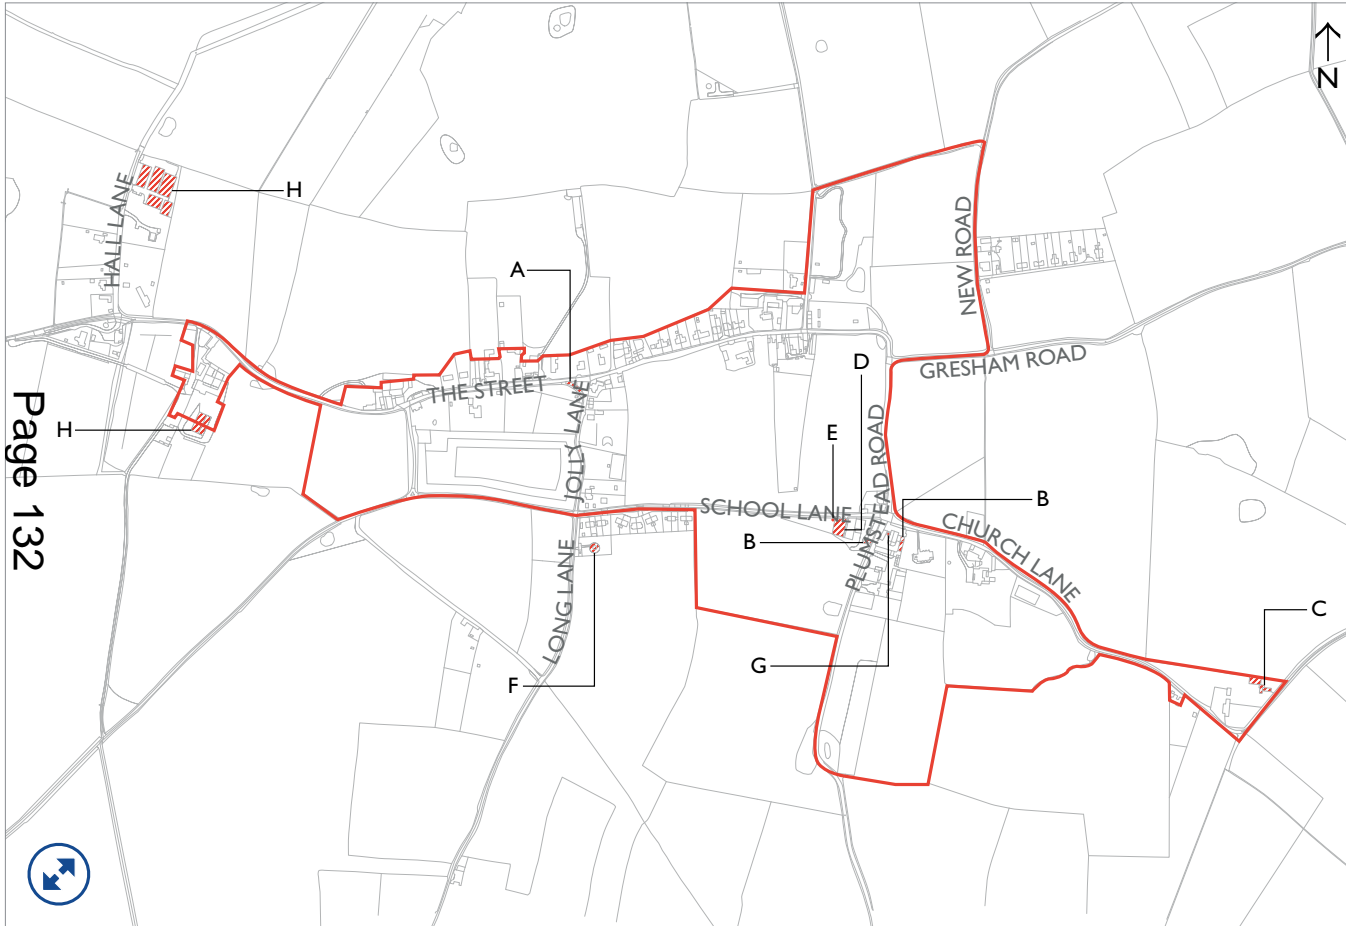 N
H
HALL LANE
A
NEW ROAD
GRESHAM ROAD
D
THE STREET
JOLLY LANE
H
Page 132
E
PLUMSTEAD ROAD
SCHOOL LANE
B
CHURCH LANE
B
LONG LANE
C
G
F